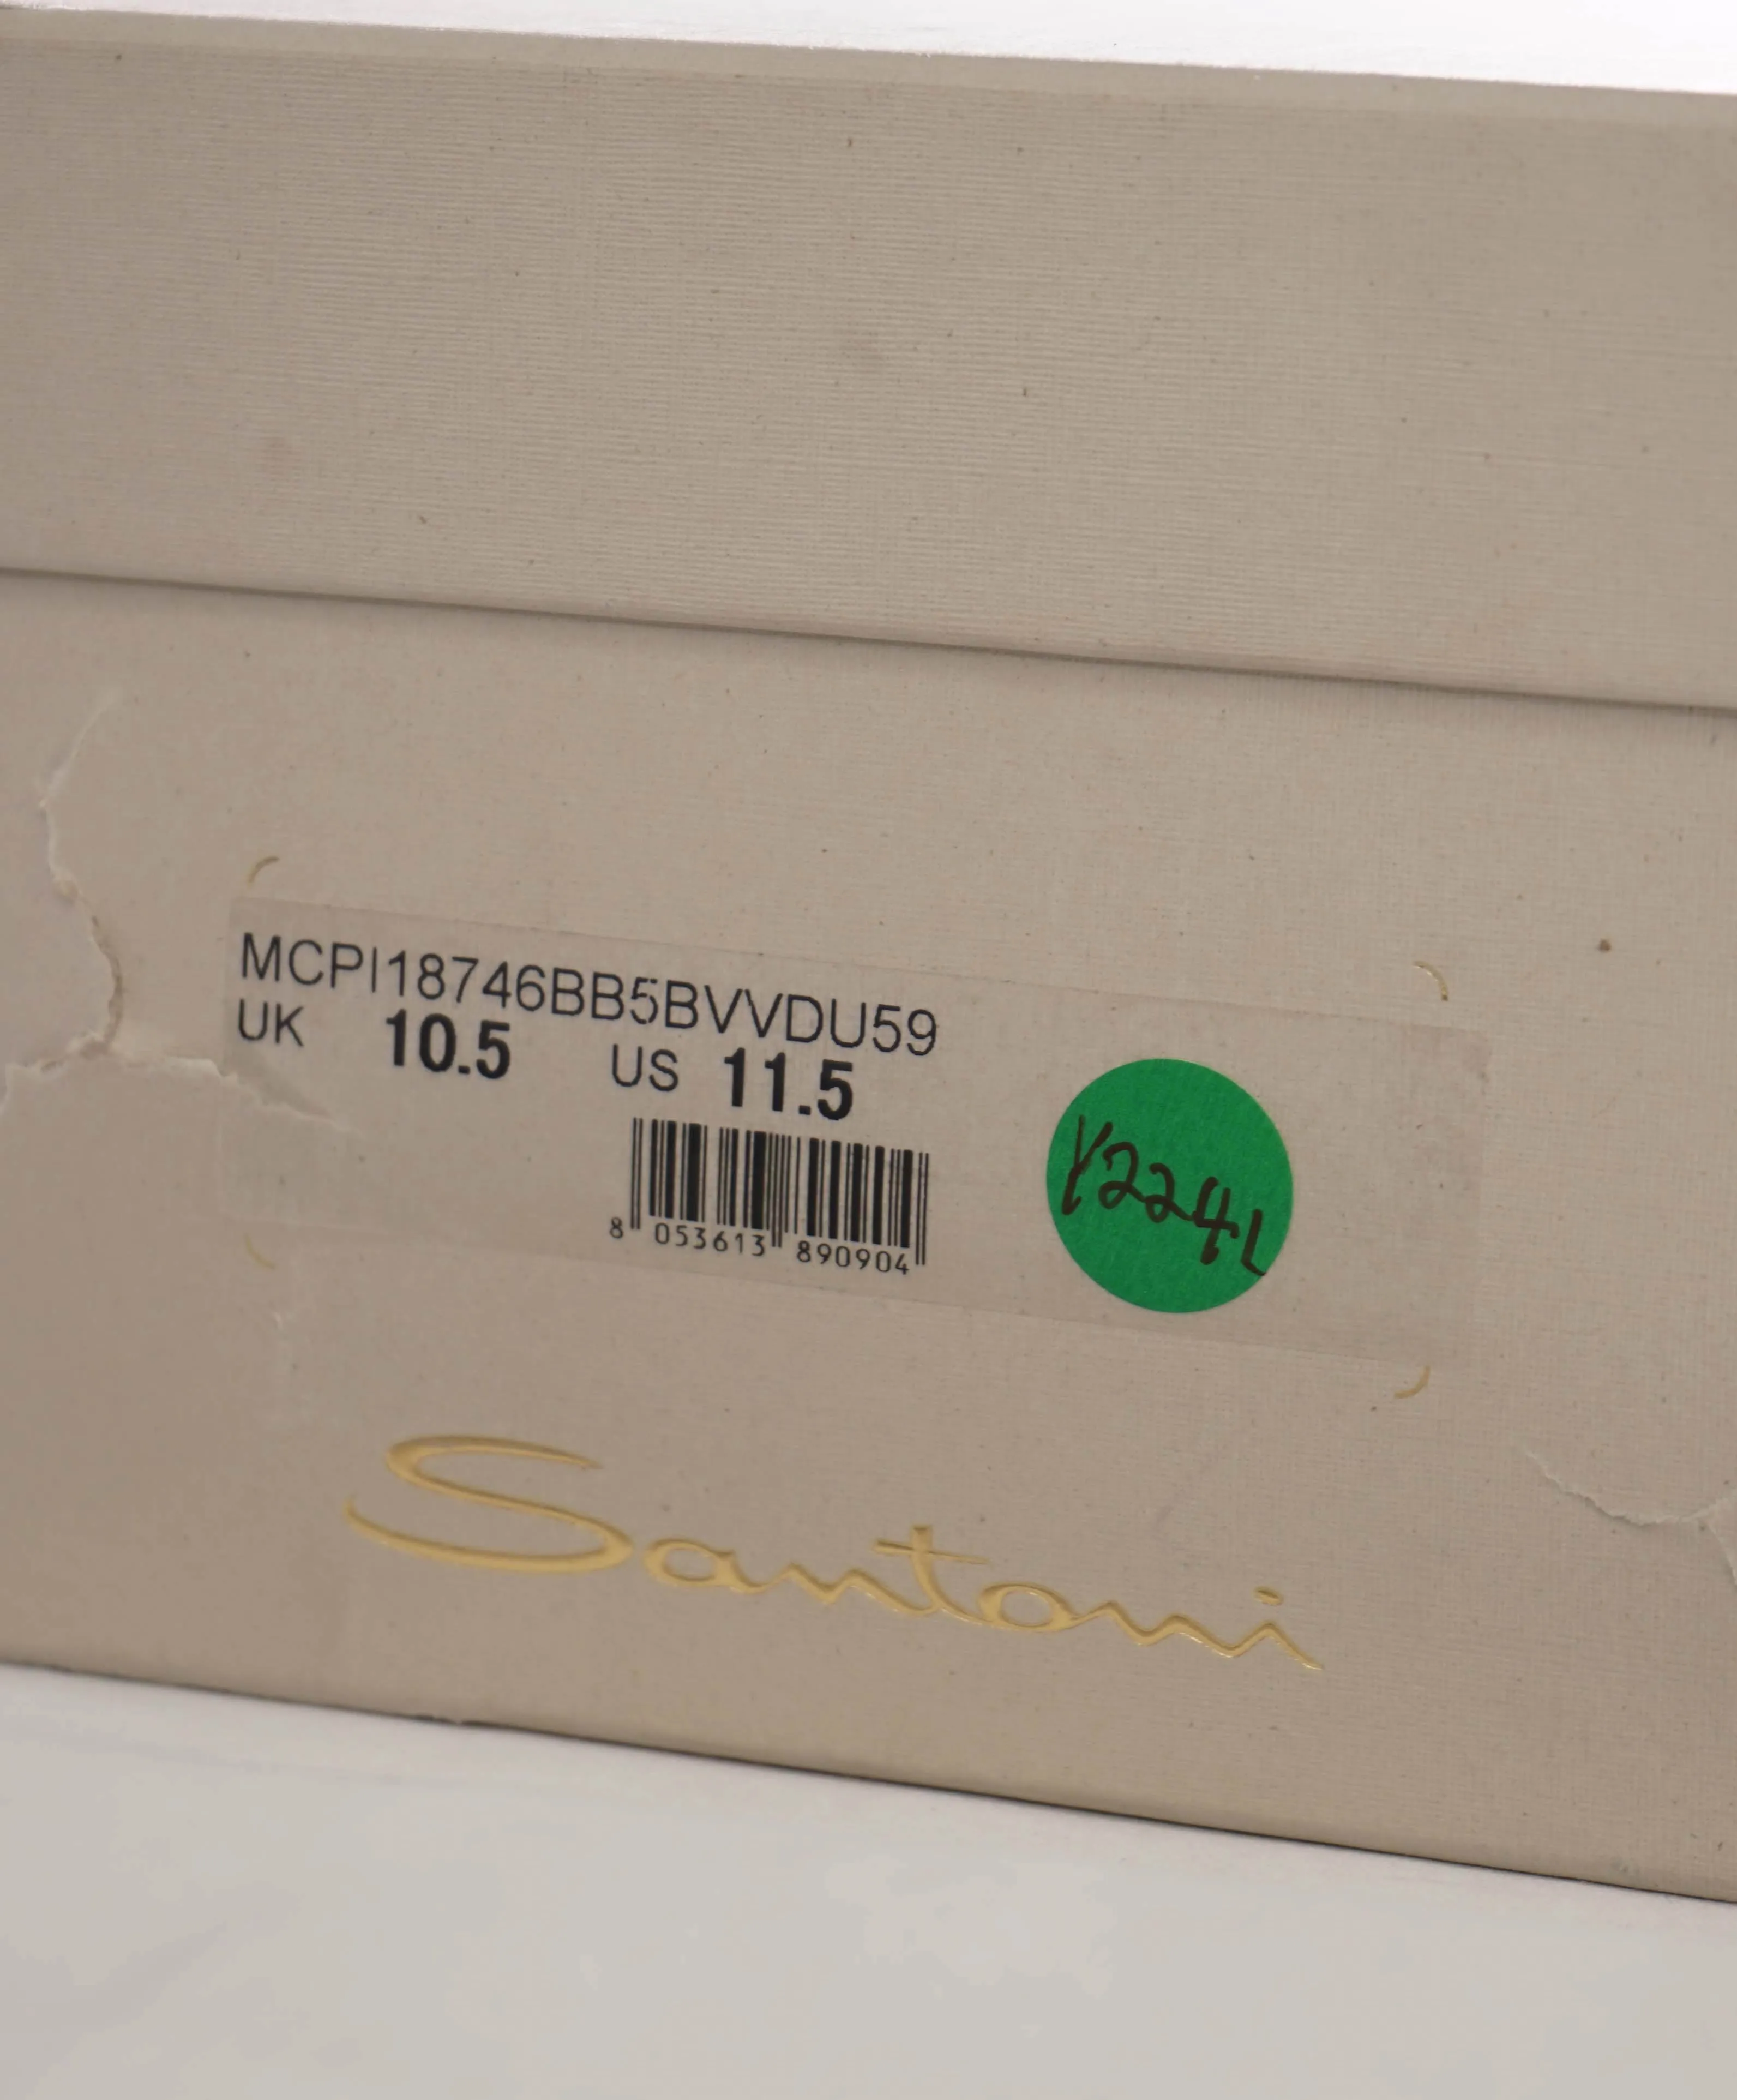 MCPI18746BB5BVVDU59
UK 10.5 US 11.5
8 053613 890904
Y224L
Santoni